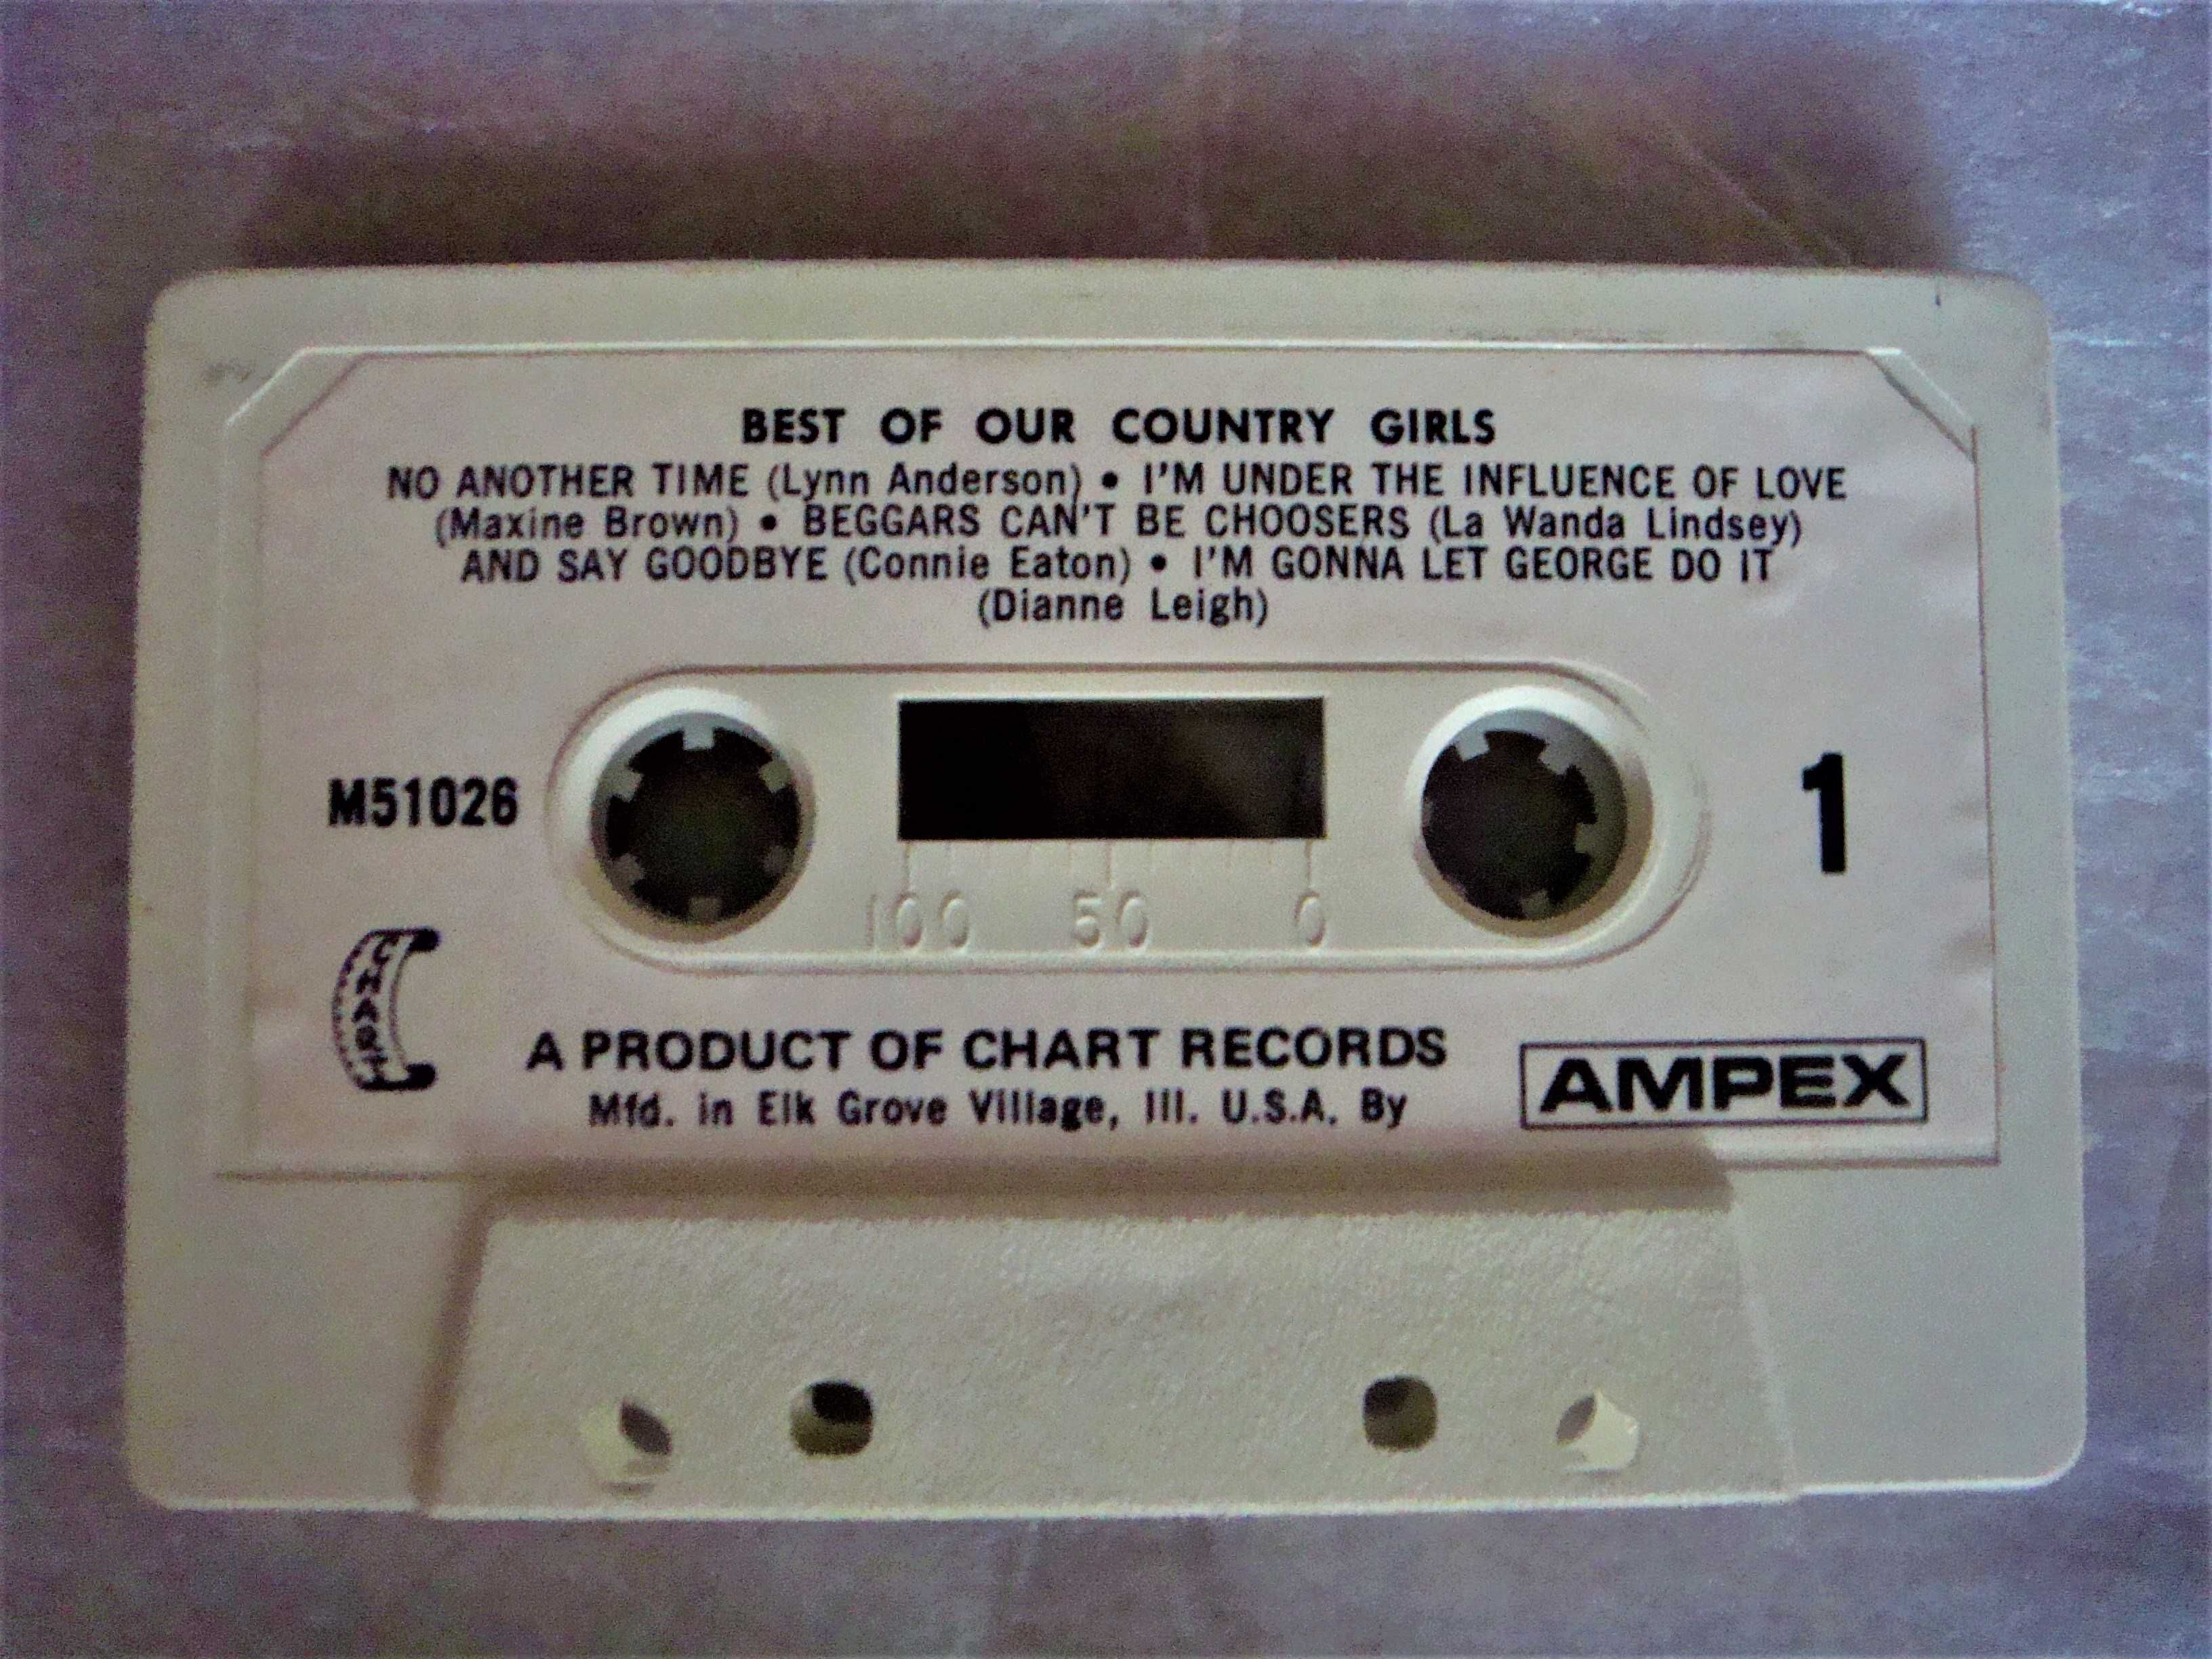 BEST OF OUR COUNTRY GIRLS
NO ANOTHER TIME (Lynn Anderson) • I'M UNDER THE INFLUENCE OF LOVE
(Maxine Brown) • BEGGARS CAN'T BE CHOOSERS (La Wanda Lindsey)
AND SAY GOODBYE (Connie Eaton) • I'M GONNA LET GEORGE DO IT
(Dianne Leigh)
M51026
1
100 50 0
CHART
A PRODUCT OF CHART RECORDS
Mfd. in Elk Grove Village, Ill. U.S.A. By
AMPEX